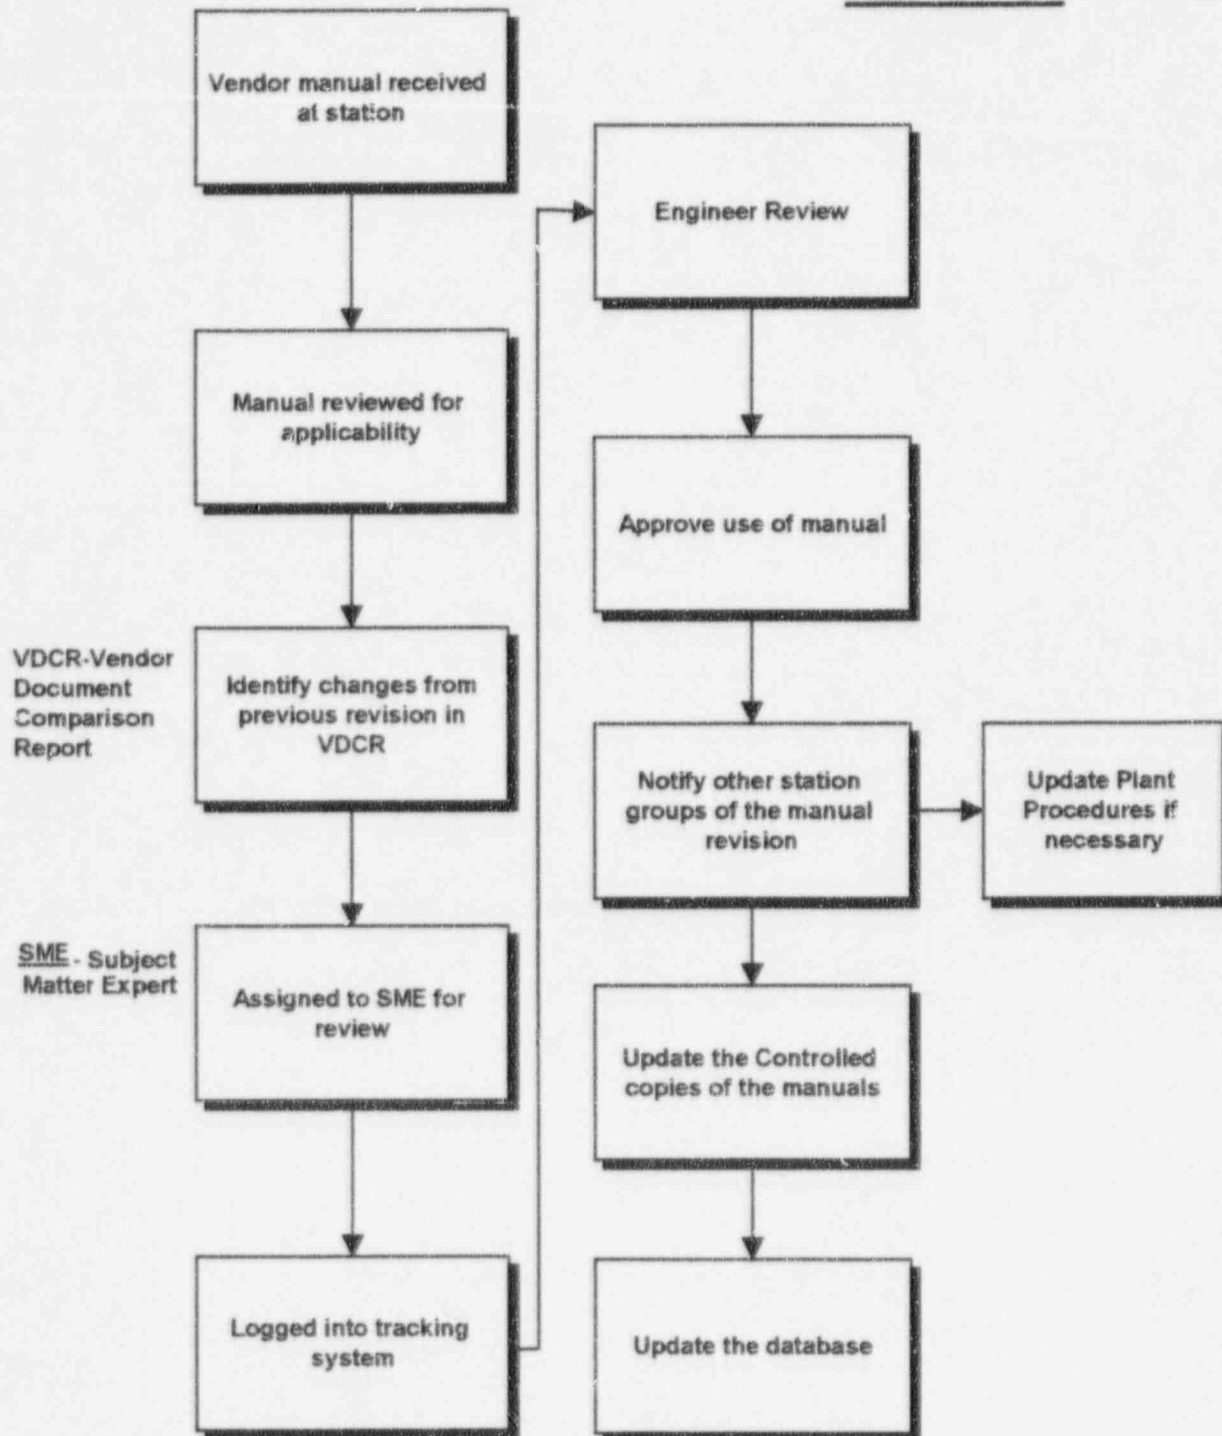 Vendor manual received
at station
Manual reviewed for
applicability
VDCR-Vendor
Document
Comparison
Report
Identify changes from
previous revision in
VDCR
SME - Subject
Matter Expert
Assigned to SME for
review
Logged into tracking
system
Engineer Review
Approve use of manual
Notify other station
groups of the manual
revision
Update Plant
Procedures if
necessary
Update the Controlled
copies of the manuals
Update the database